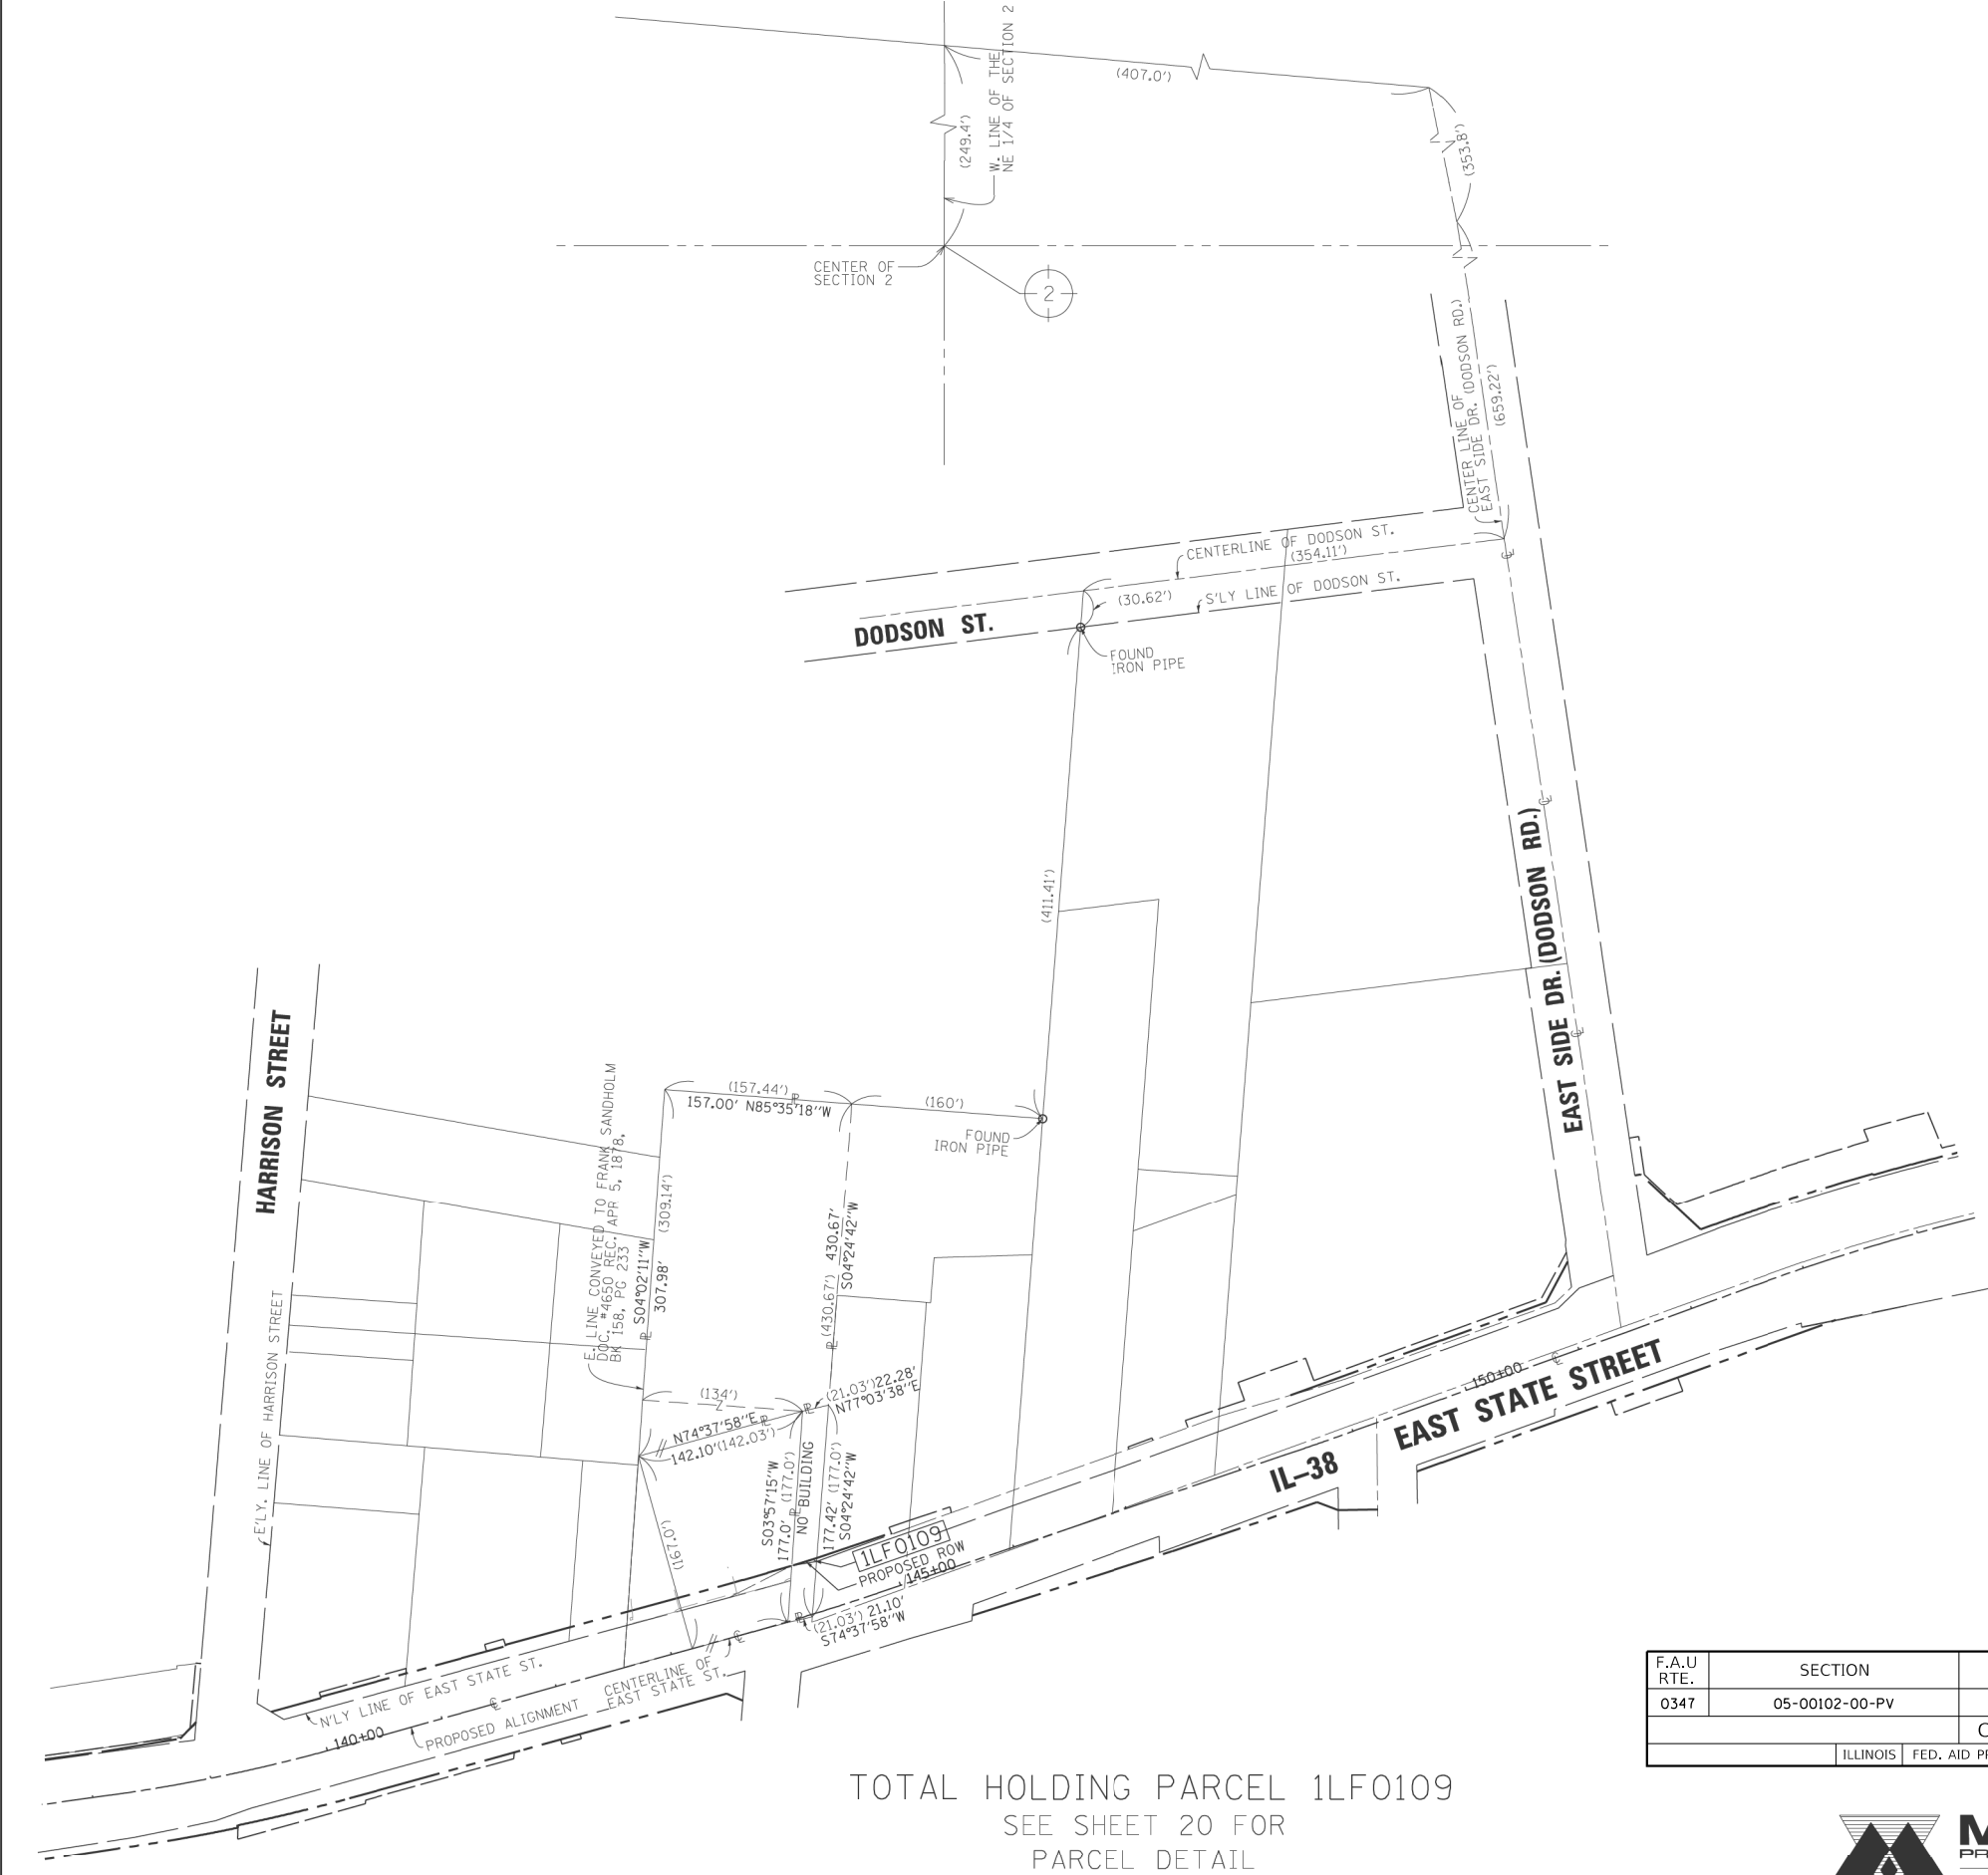 W. LINE OF THE
NE 1/4 OF SECTION 2
(407.0')
(249.4')
(353.8')
CENTER OF
SECTION 2
2
CENTER LINE OF
EAST SIDE DR. (DODSON RD.)
(659.22')
CENTERLINE OF DODSON ST.
(354.11')
(30.62')
S'LY LINE OF DODSON ST.
DODSON ST.
FOUND
IRON PIPE
(411.41')
EAST SIDE DR. (DODSON RD.)
HARRISON STREET
E'LY. LINE OF HARRISON STREET
(157.44')
157.00' N85°35'18"W
(160')
FOUND
IRON PIPE
E. LINE CONVEYED TO FRANK SANDHOLM
DOC. #4650 REC. APR 5, 1878,
BK 158, PG 233
S04°02'11"W
307.98'
(309.14')
(430.67') 430.67'
S04°24'42"W
(134')
Z
(21.03') 22.28'
N77°03'38"E
N74°37'58"E
142.10' (142.03')
S03°57'15"W
177.0' (177.0')
NO BUILDING
177.42' (177.0')
S04°24'42"W
(167.0')
1LF0109
PROPOSED ROW
145+00
(21.03') 21.10'
S74°37'58"W
150+00
EAST STATE STREET
IL-38
N'LY LINE OF EAST STATE ST.
140+00
PROPOSED ALIGNMENT
CENTERLINE OF
EAST STATE ST.
F.A.U
RTE.
SECTION
0347
05-00102-00-PV
C
ILLINOIS
FED. AID PR
TOTAL HOLDING PARCEL 1LF0109
SEE SHEET 20 FOR
PARCEL DETAIL
M